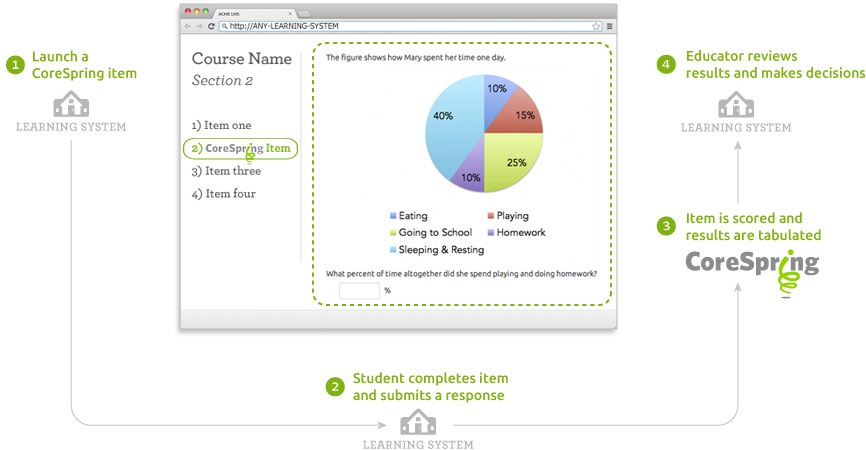 1 Launch a
CoreSpring item
LEARNING SYSTEM
ACME LMS
http://ANY-LEARNING-SYSTEM
Course Name
Section 2
1) Item one
2) CoreSpring Item
3) Item three
4) Item four
The figure shows how Mary spent her time one day.
10%
15%
25%
10%
40%
Eating
Playing
Going to School
Homework
Sleeping & Resting
What percent of time altogether did she spend playing and doing homework?
%
2 Student completes item
and submits a response
LEARNING SYSTEM
3 Item is scored and
results are tabulated
CoreSpring
4 Educator reviews
results and makes decisions
LEARNING SYSTEM